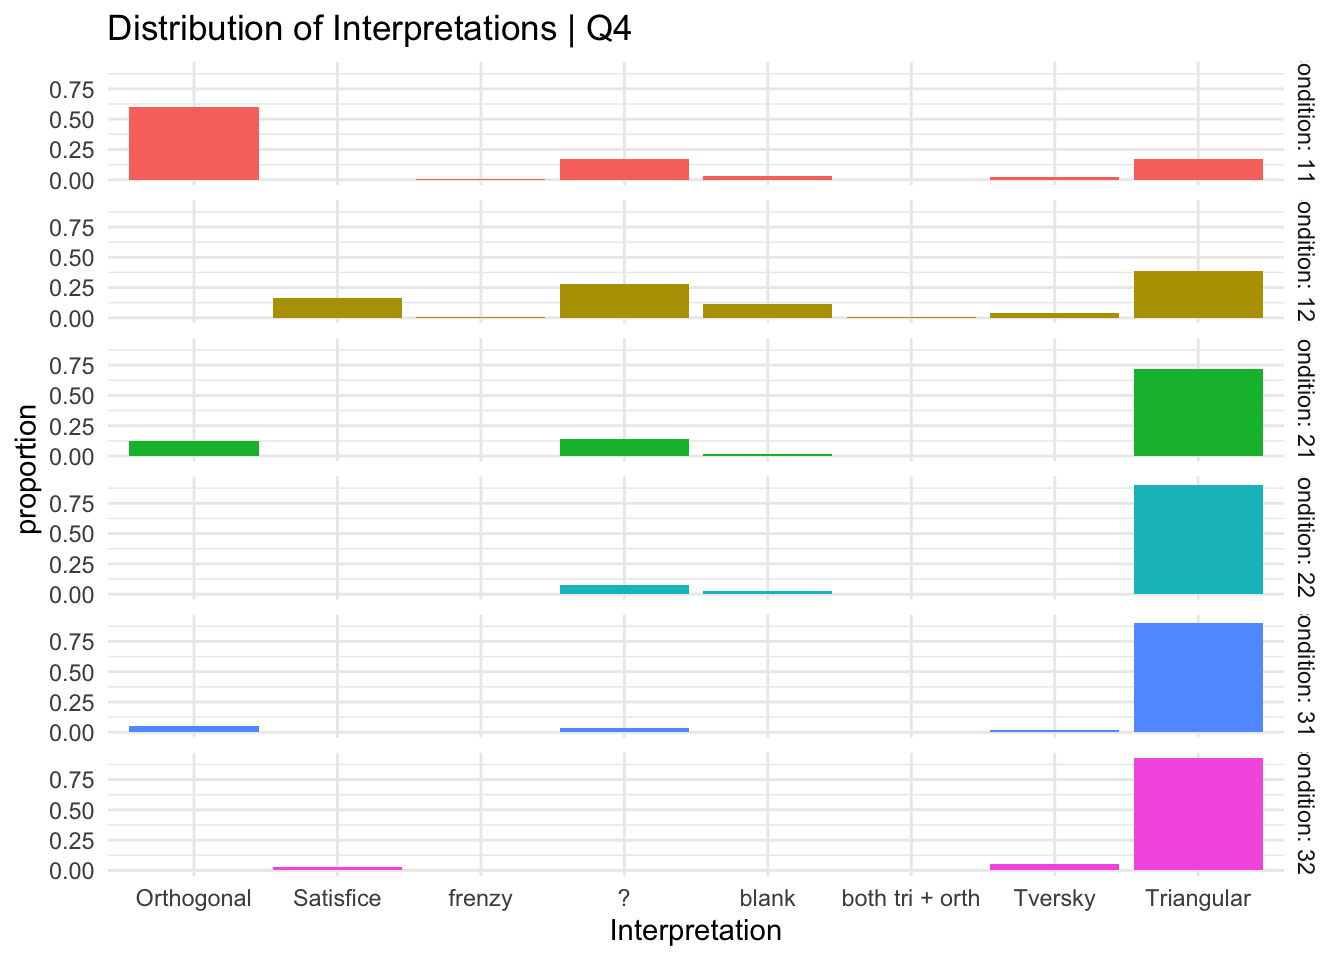 Distribution of Interpretations | Q4
proportion
0.75
0.50
0.25
0.00
ondition: 11
0.75
0.50
0.25
0.00
ondition: 12
0.75
0.50
0.25
0.00
ondition: 21
0.75
0.50
0.25
0.00
ondition: 22
0.75
0.50
0.25
0.00
ondition: 31
0.75
0.50
0.25
0.00
ondition: 32
Orthogonal Satisfice frenzy ? blank both tri + orth Tversky Triangular
Interpretation